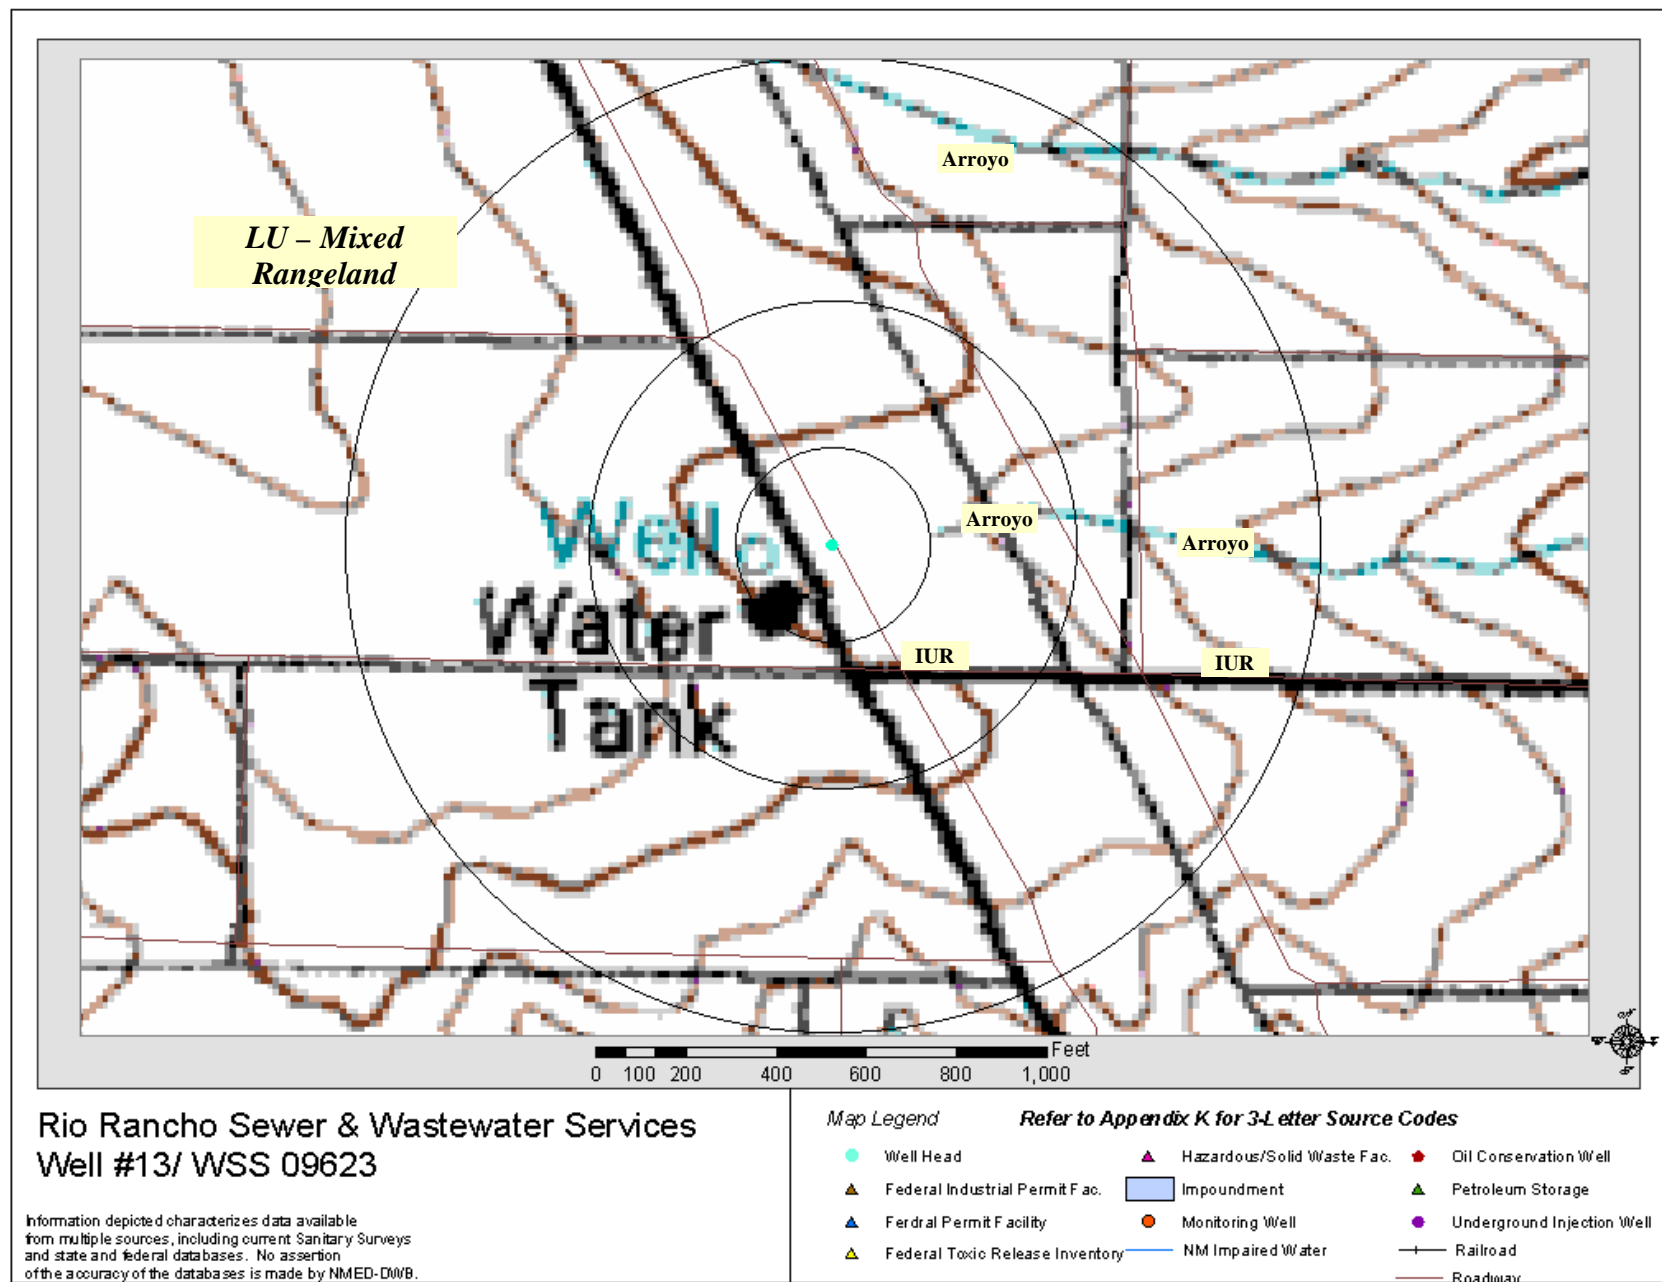 Arroyo
LU – Mixed
Rangeland
Well
Arroyo
Arroyo
Water
IUR
IUR
Tank
Feet
0 100 200 400 600 800 1,000
Rio Rancho Sewer & Wastewater Services
Well #13/ WSS 09623
Information depicted characterizes data available
from multiple sources, including current Sanitary Surveys
and state and federal databases. No assertion
of the accuracy of the databases is made by NMED-DWB.
Map Legend
Refer to Appendix K for 3-Letter Source Codes
Well Head
Hazardous/Solid Waste Fac.
Oil Conservation Well
Federal Industrial Permit Fac.
Impoundment
Petroleum Storage
Ferdral Permit Facility
Monitoring Well
Underground Injection Well
Federal Toxic Release Inventory
NM Impaired Water
Railroad
Roadway